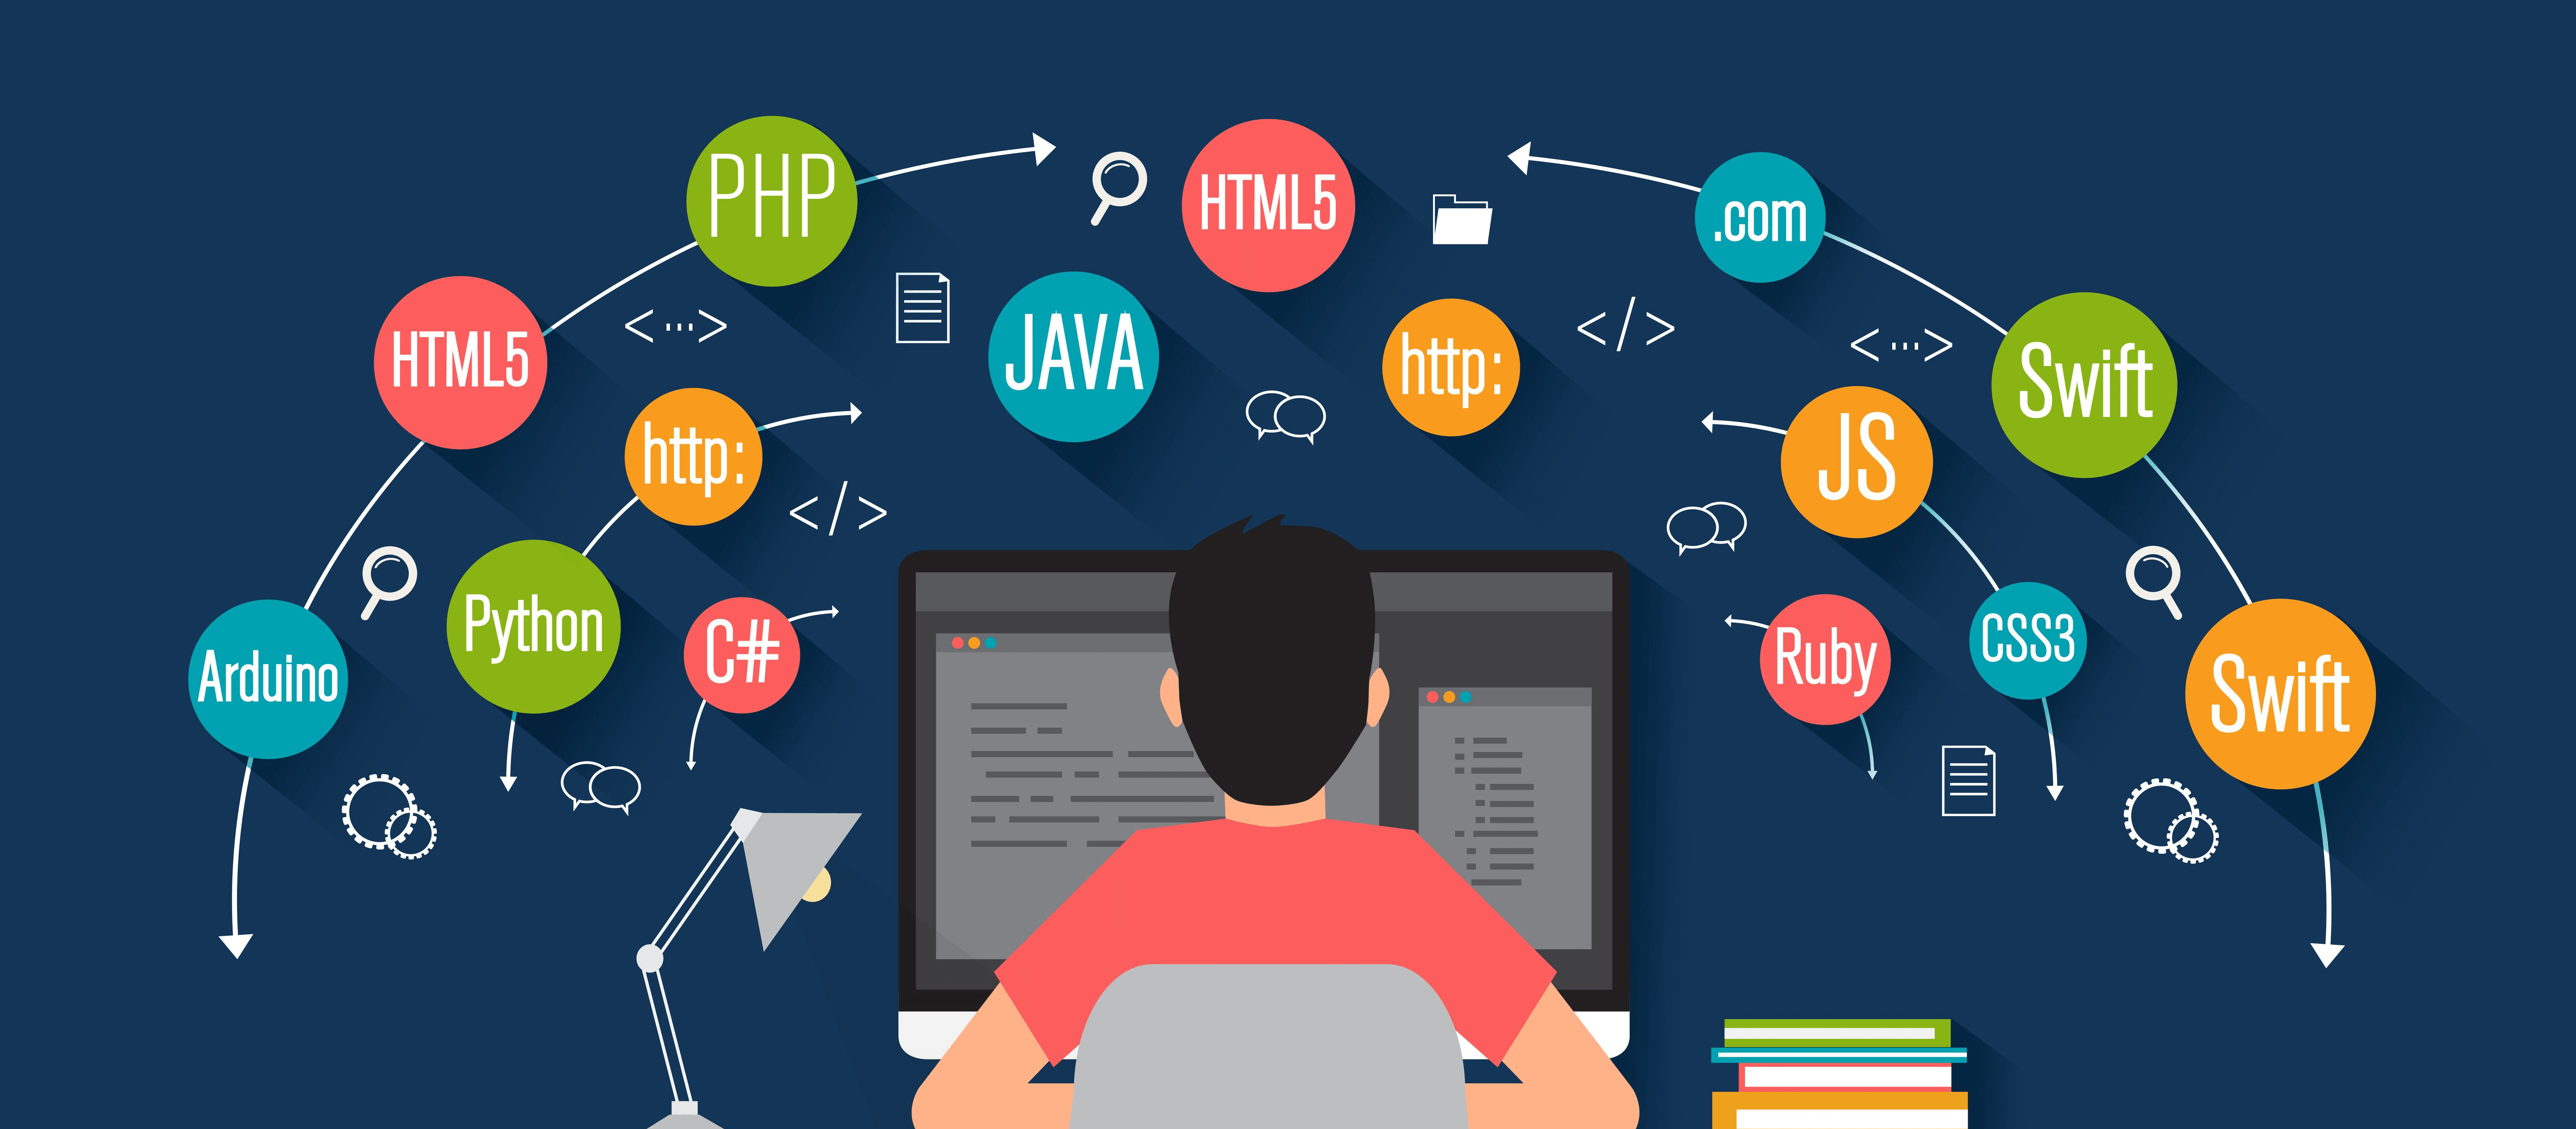 PHP
HTML5
.com
HTML5
JAVA
http:
Swift
<...>
</>
<...>
http:
JS
</>
Arduino
Python
C#
Ruby
CSS3
Swift